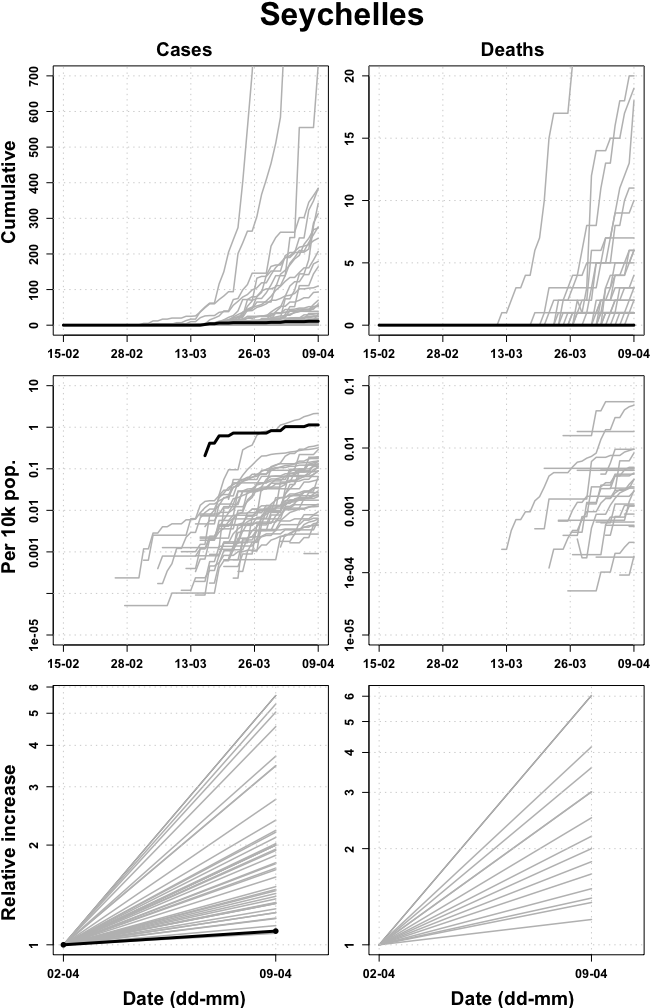 Seychelles
Cases
Deaths
Cumulative
700
600
500
400
300
200
100
0
15-02 28-02 13-03 26-03 09-04
20
15
10
5
0
15-02 28-02 13-03 26-03 09-04
Per 10k pop.
10
1
0.1
0.01
0.001
1e-05
15-02 28-02 13-03 26-03 09-04
0.1
0.01
0.001
1e-04
1e-05
15-02 28-02 13-03 26-03 09-04
Relative increase
6
5
4
3
2
1
02-04 09-04
Date (dd-mm)
6
5
4
3
2
1
02-04 09-04
Date (dd-mm)